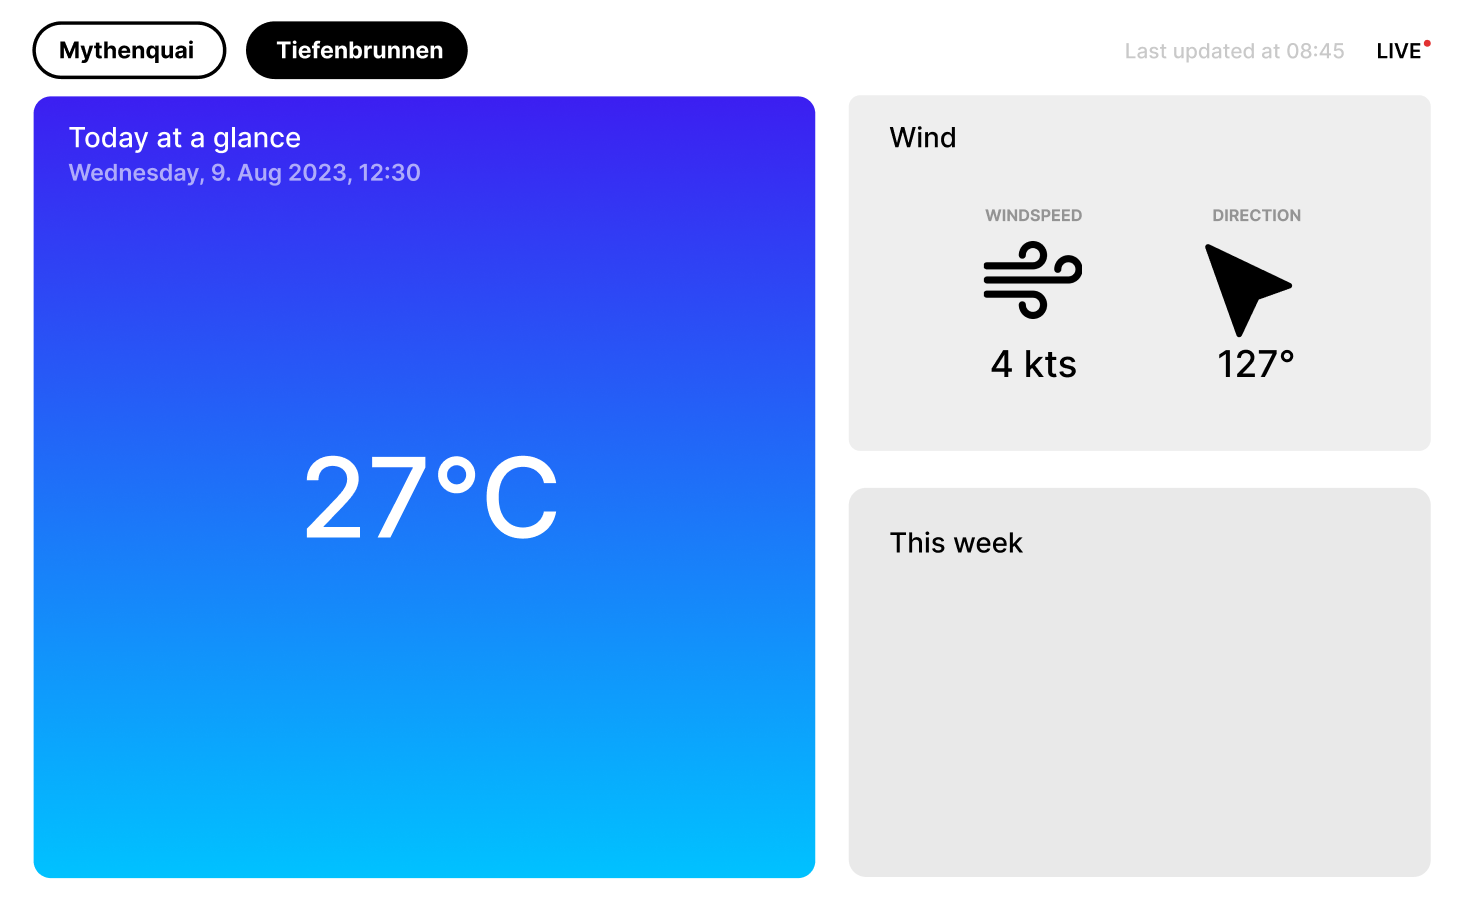 Mythenquai
Tiefenbrunnen
Last updated at 08:45
LIVE
Today at a glance
Wednesday, 9. Aug 2023, 12:30
27°C
Wind
WINDSPEED
DIRECTION
4 kts
127°
This week